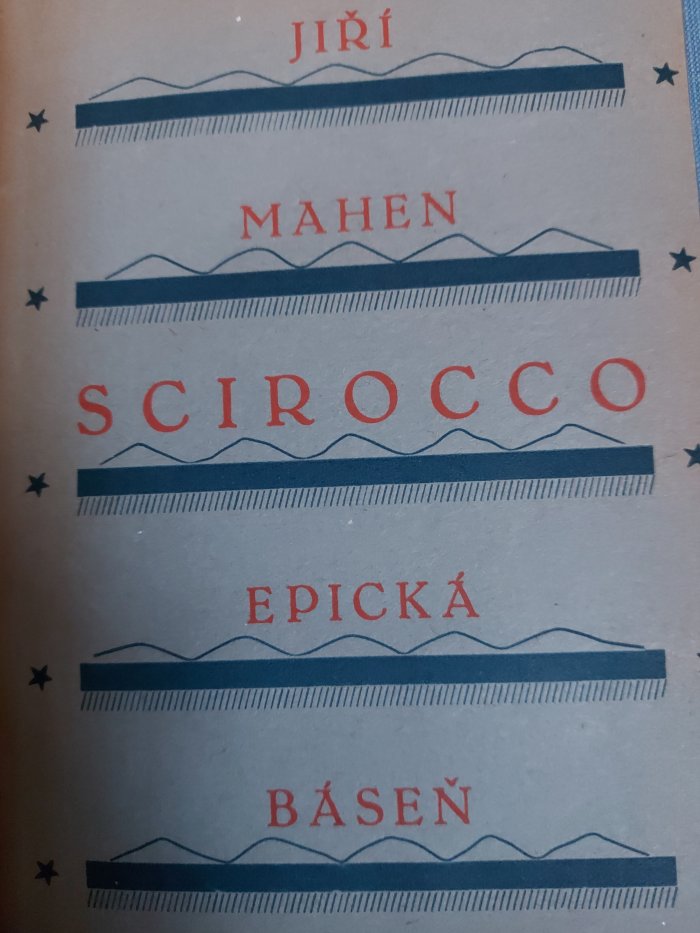 JIŘÍ
MAHEN
SCIROCCO
EPICKÁ
BÁSEŇ